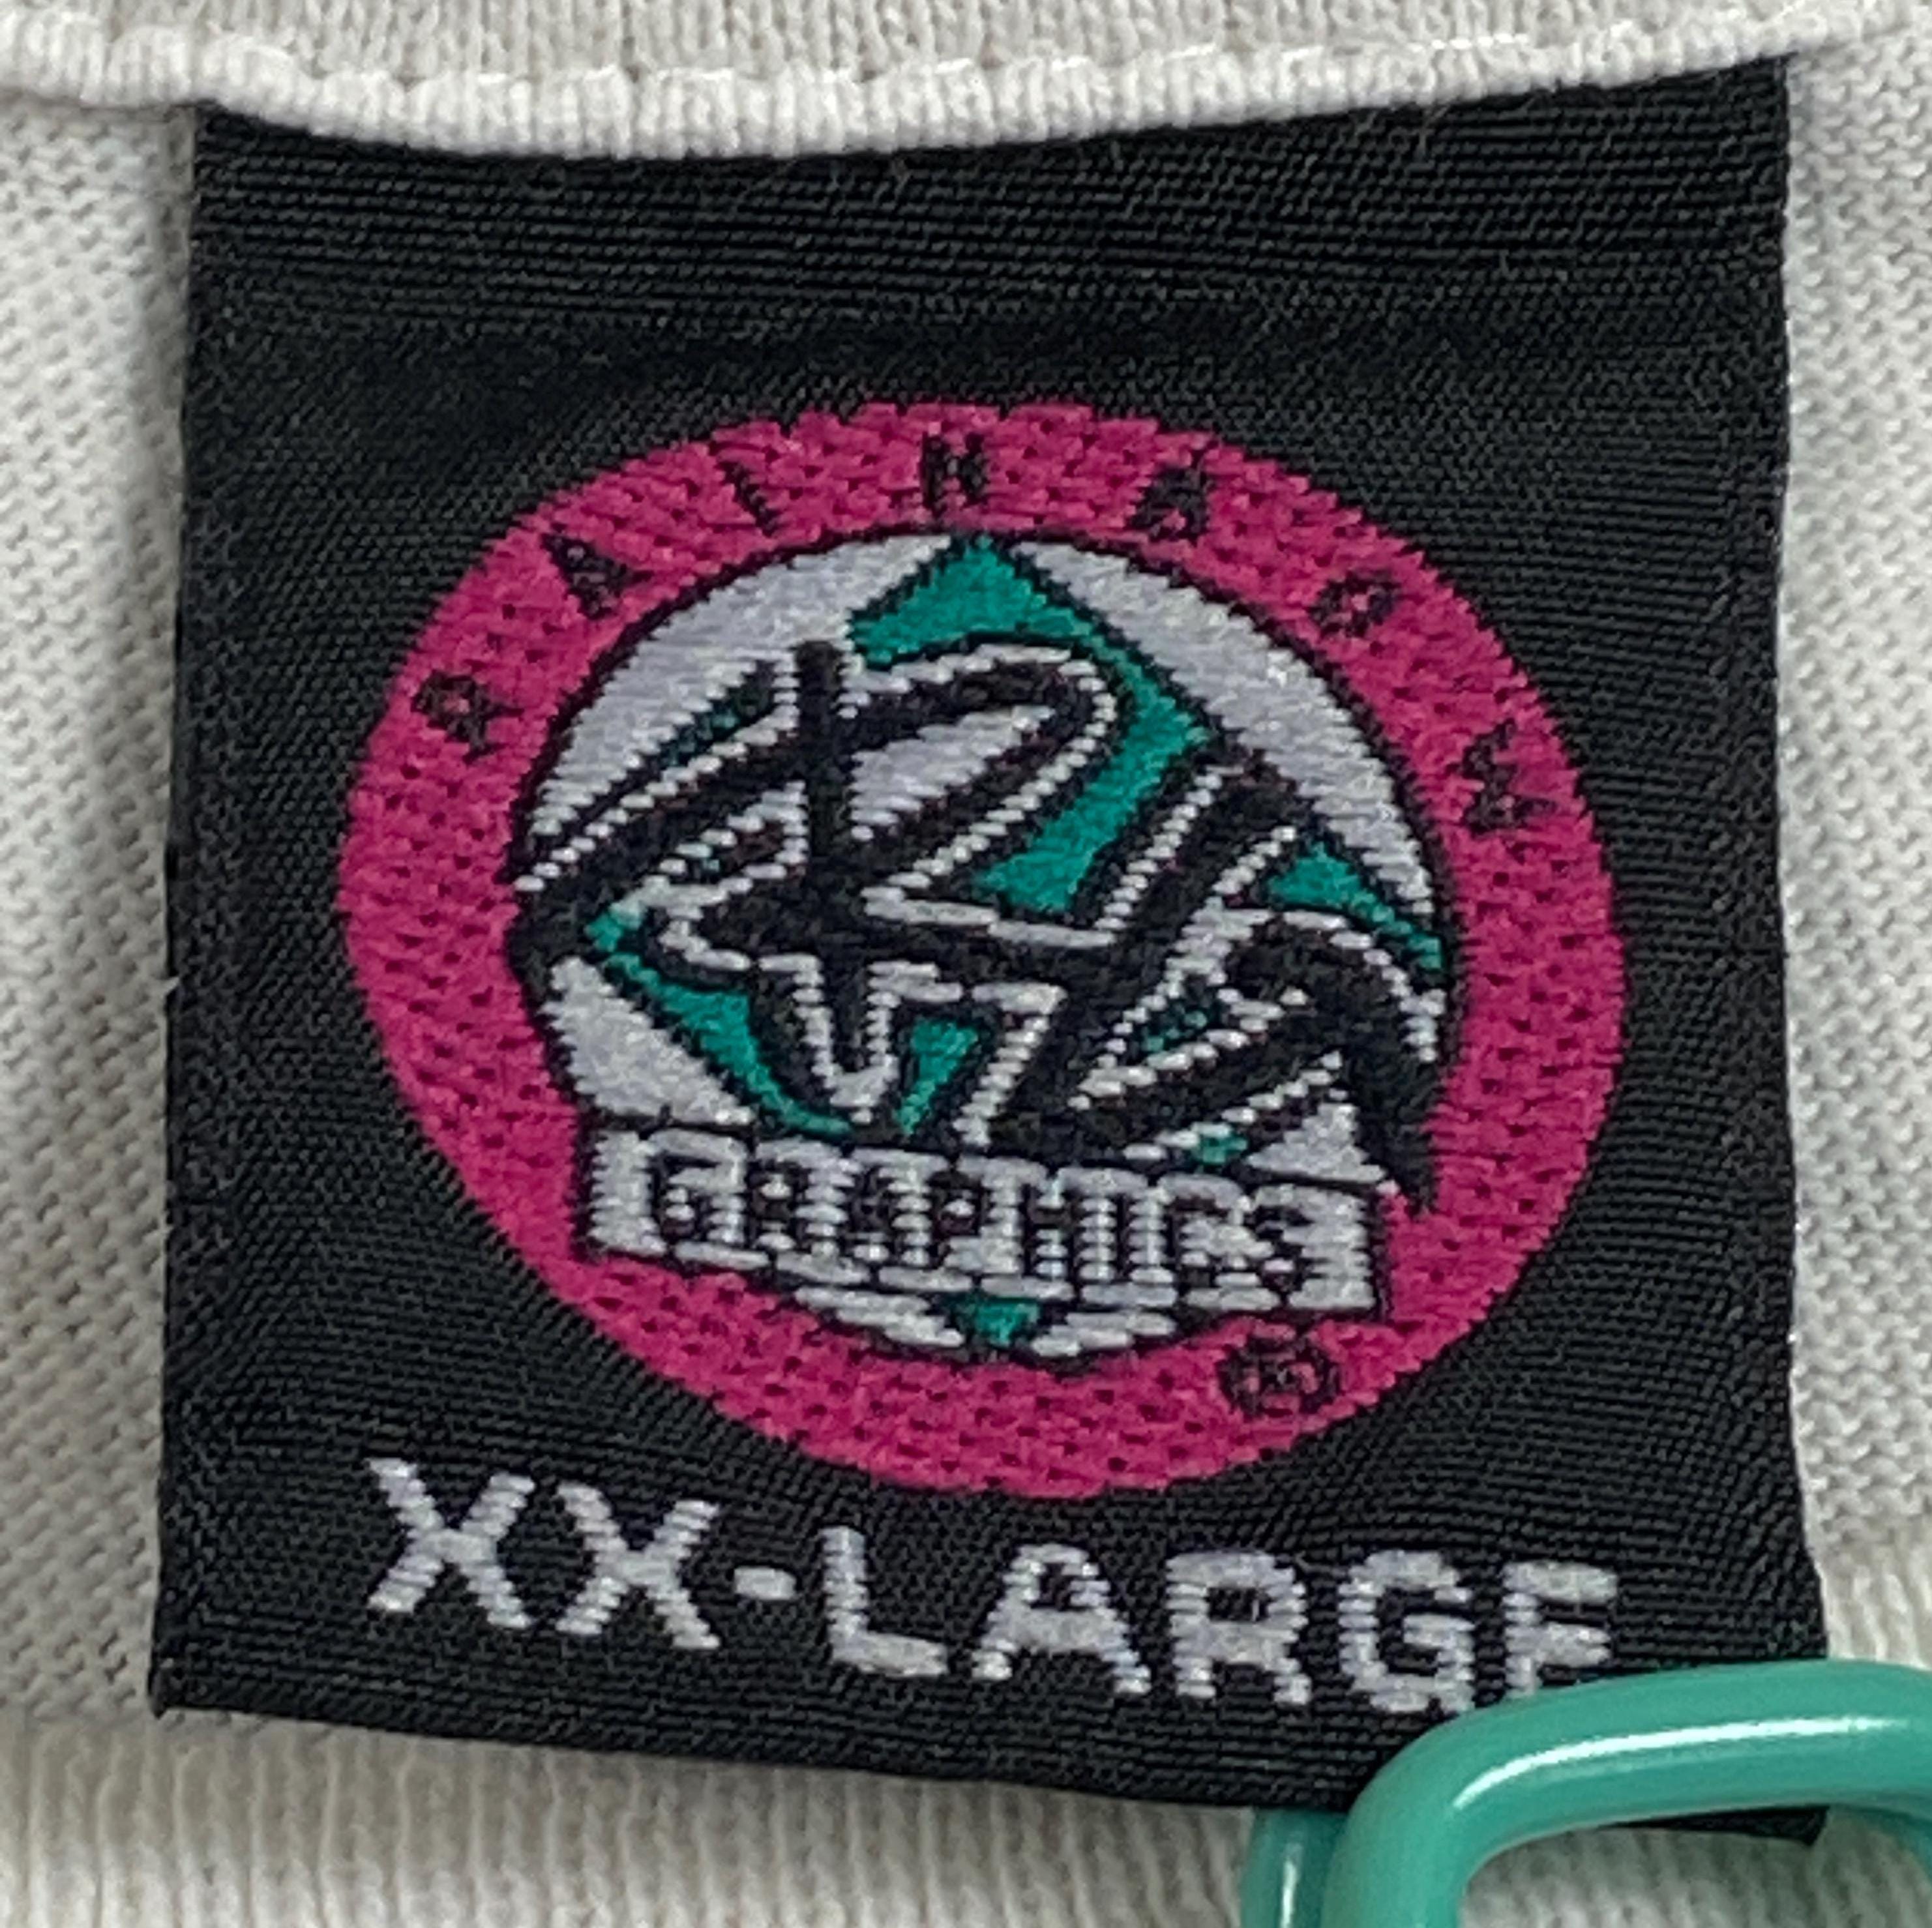 RAINBOW
GRAPHICS
®
XX-LARGE